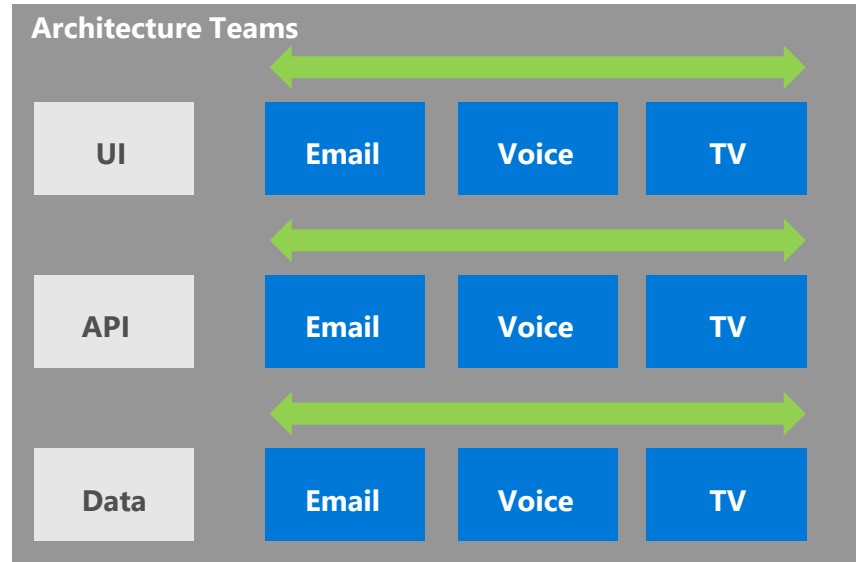 Architecture Teams
UI Email Voice TV
API Email Voice TV
Data Email Voice TV